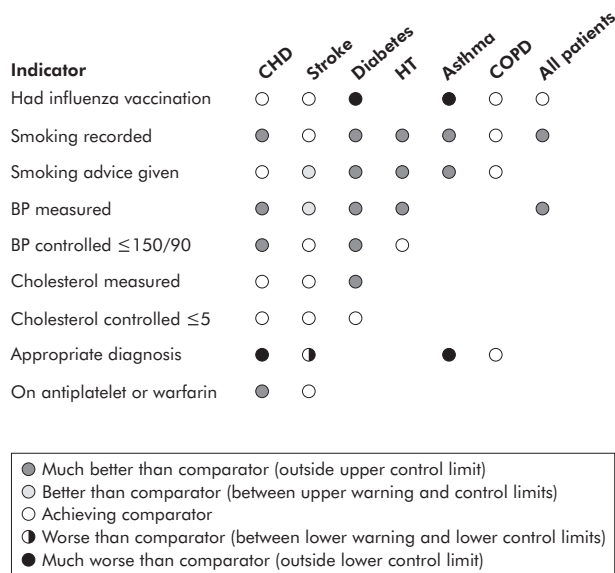 Indicator CHD Stroke Diabetes HT Asthma COPD All patients
Had influenza vaccination
Smoking recorded
Smoking advice given
BP measured
BP controlled ≤150/90
Cholesterol measured
Cholesterol controlled ≤5
Appropriate diagnosis
On antiplatelet or warfarin
Much better than comparator (outside upper control limit)
Better than comparator (between upper warning and control limits)
Achieving comparator
Worse than comparator (between lower warning and lower control limits)
Much worse than comparator (outside lower control limit)